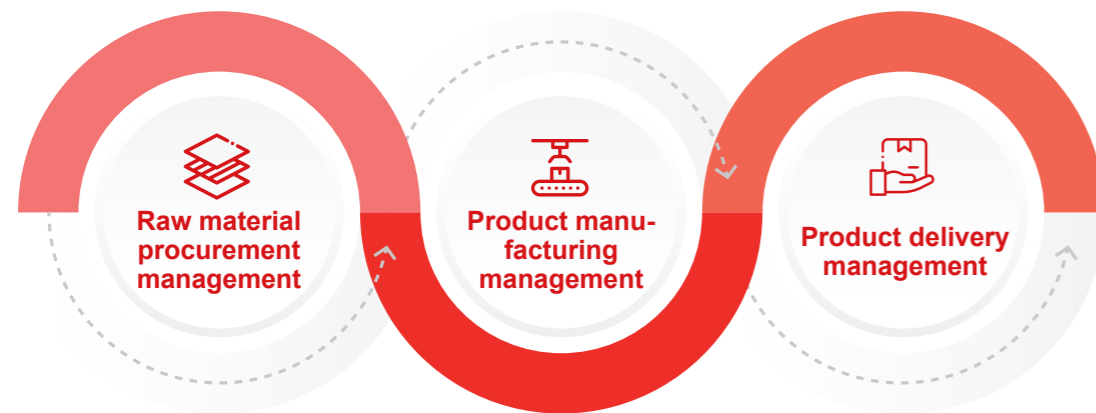 Raw material
procurement
management
Product manu-
facturing
management
Product delivery
management